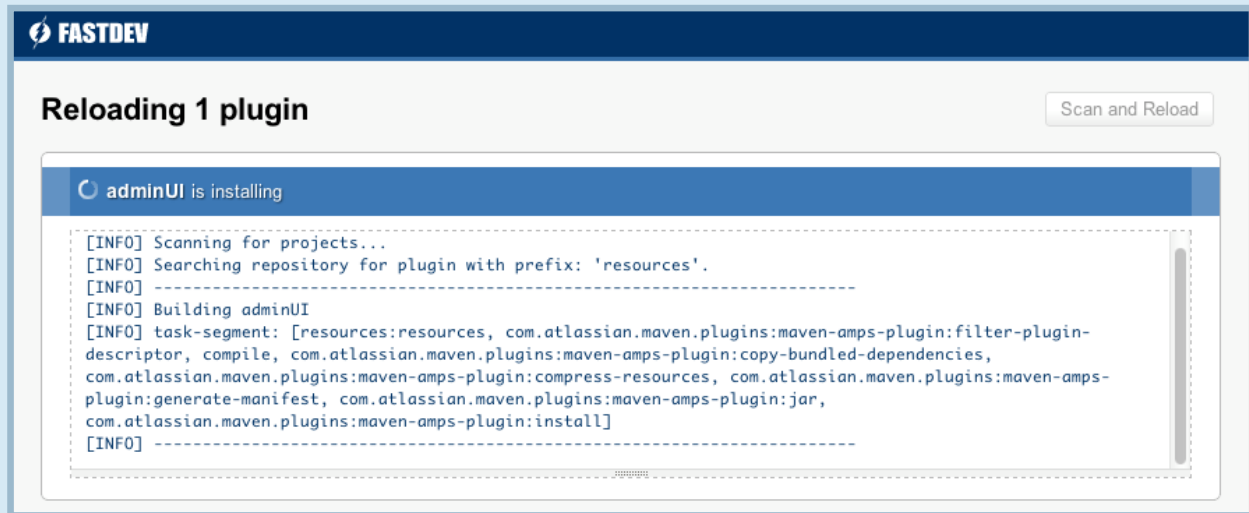 FASTDEV
Reloading 1 plugin
Scan and Reload
adminUI is installing
[INFO] Scanning for projects...
[INFO] Searching repository for plugin with prefix: 'resources'.
[INFO] ------------------------------------------------------------------------
[INFO] Building adminUI
[INFO] task-segment: [resources:resources, com.atlassian.maven.plugins:maven-amps-plugin:filter-plugin-
descriptor, compile, com.atlassian.maven.plugins:maven-amps-plugin:copy-bundled-dependencies,
com.atlassian.maven.plugins:maven-amps-plugin:compress-resources, com.atlassian.maven.plugins:maven-amps-
plugin:generate-manifest, com.atlassian.maven.plugins:maven-amps-plugin:jar,
com.atlassian.maven.plugins:maven-amps-plugin:install]
[INFO] ------------------------------------------------------------------------